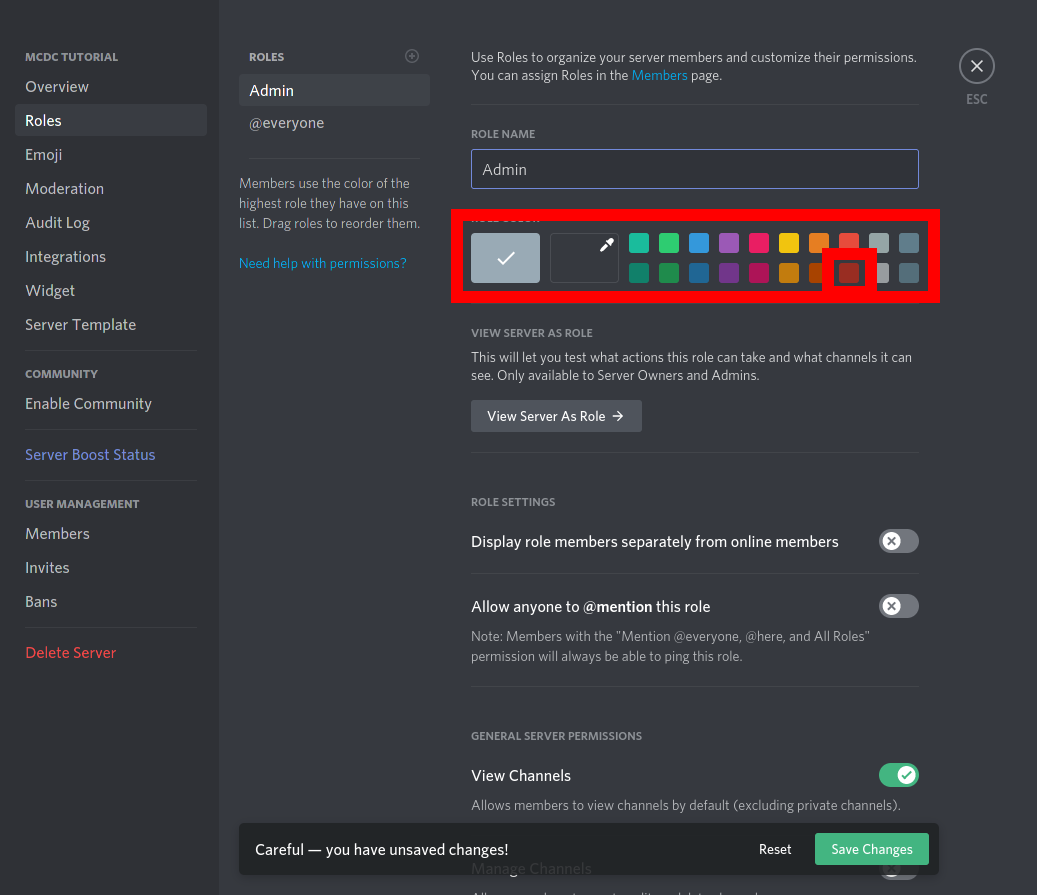 MCDC TUTORIAL
Overview
Roles
Emoji
Moderation
Audit Log
Integrations
Widget
Server Template
COMMUNITY
Enable Community
Server Boost Status
USER MANAGEMENT
Members
Invites
Bans
Delete Server
ROLES
Admin
@everyone
Members use the color of the
highest role they have on this
list. Drag roles to reorder them.
Need help with permissions?
Use Roles to organize your server members and customize their permissions.
You can assign Roles in the Members page.
ESC
ROLE NAME
Admin
VIEW SERVER AS ROLE
This will let you test what actions this role can take and what channels it can
see. Only available to Server Owners and Admins.
View Server As Role →
ROLE SETTINGS
Display role members separately from online members
Allow anyone to @mention this role
Note: Members with the "Mention @everyone, @here, and All Roles"
permission will always be able to ping this role.
GENERAL SERVER PERMISSIONS
View Channels
Allows members to view channels by default (excluding private channels).
Careful — you have unsaved changes!
Reset
Save Changes
Manage Channels